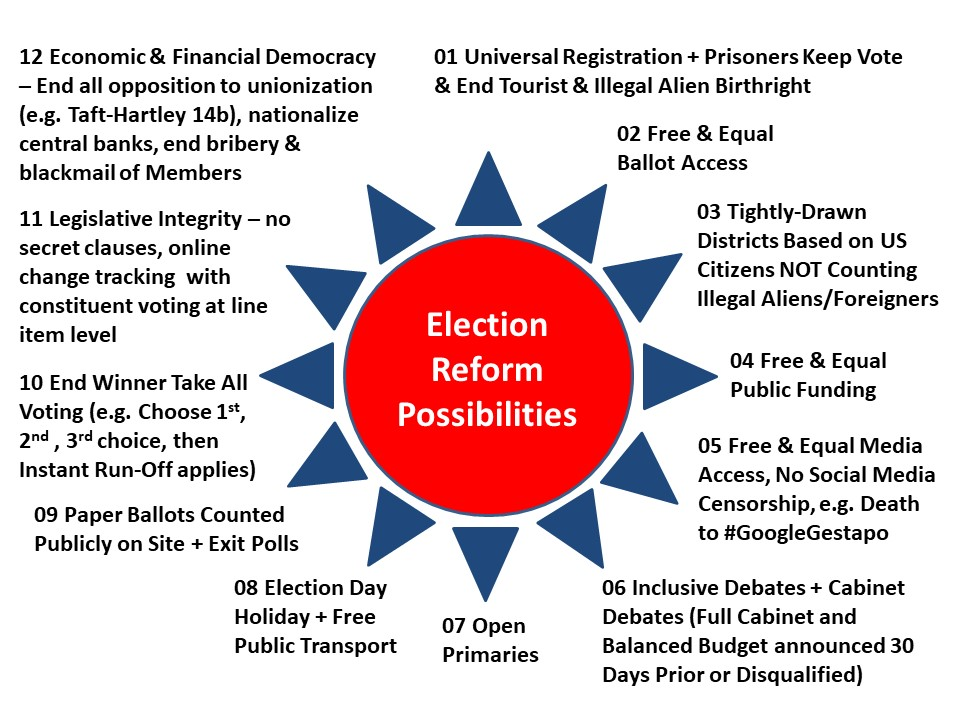 12 Economic & Financial Democracy
– End all opposition to unionization
(e.g. Taft-Hartley 14b), nationalize
central banks, end bribery &
blackmail of Members
01 Universal Registration + Prisoners Keep Vote
& End Tourist & Illegal Alien Birthright
02 Free & Equal
Ballot Access
03 Tightly-Drawn
Districts Based on US
Citizens NOT Counting
Illegal Aliens/Foreigners
11 Legislative Integrity – no
secret clauses, online
change tracking with
constituent voting at line
item level
Election
Reform
Possibilities
04 Free & Equal
Public Funding
10 End Winner Take All
Voting (e.g. Choose 1st,
2nd , 3rd choice, then
Instant Run-Off applies)
05 Free & Equal Media
Access, No Social Media
Censorship, e.g. Death
to #GoogleGestapo
09 Paper Ballots Counted
Publicly on Site + Exit Polls
08 Election Day
Holiday + Free
Public Transport
07 Open
Primaries
06 Inclusive Debates + Cabinet
Debates (Full Cabinet and
Balanced Budget announced 30
Days Prior or Disqualified)